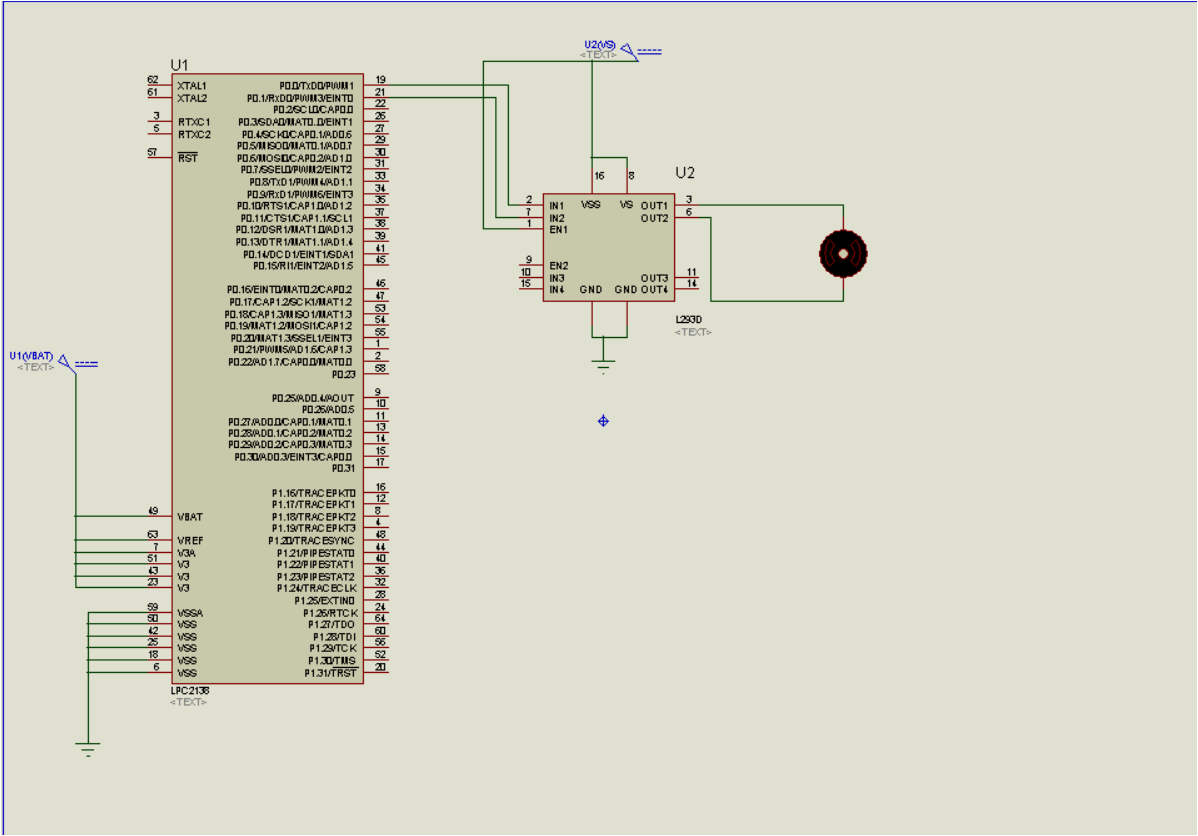 U1
62 XTAL1
61 XTAL2
3 RTXC1
5 RTXC2
57 RST
49 VBAT
63 VREF
7 V3A
51 V3
43 V3
23 V3
59 VSSA
50 VSS
42 VSS
25 VSS
18 VSS
6 VSS
P0.0/TxD0/PWM1 19
P0.1/RxD0/PWM3/EINT0 21
P0.2/SCL0/CAP0.0 22
P0.3/SDA0/MAT0.0/EINT1 26
P0.4/SCK0/CAP0.1/AD0.6 27
P0.5/MISO0/MAT0.1/AD0.7 29
P0.6/MOSI0/CAP0.2/AD1.0 30
P0.7/SSEL0/PWM2/EINT2 31
P0.8/TxD1/PWM4/AD1.1 33
P0.9/RxD1/PWM6/EINT3 34
P0.10/RTS1/CAP1.0/AD1.2 35
P0.11/CTS1/CAP1.1/SCL1 37
P0.12/DSR1/MAT1.0/AD1.3 38
P0.13/DTR1/MAT1.1/AD1.4 39
P0.14/DCD1/EINT1/SDA1 41
P0.15/RI1/EINT2/AD1.5 45
P0.16/EINT0/MAT0.2/CAP0.2 46
P0.17/CAP1.2/SCK1/MAT1.2 47
P0.18/CAP1.3/MISO1/MAT1.3 53
P0.19/MAT1.2/MOSI1/CAP1.2 54
P0.20/MAT1.3/SSEL1/EINT3 55
P0.21/PWM5/AD1.6/CAP1.3 1
P0.22/AD1.7/CAP0.0/MAT0.0 2
P0.23 58
P0.25/AD0.4/AOUT 9
P0.26/AD0.5 10
P0.27/AD0.0/CAP0.1/MAT0.1 11
P0.28/AD0.1/CAP0.2/MAT0.2 13
P0.29/AD0.2/CAP0.3/MAT0.3 14
P0.30/AD0.3/EINT3/CAP0.0 15
P0.31 17
P1.16/TRACEPKT0 16
P1.17/TRACEPKT1 12
P1.18/TRACEPKT2 8
P1.19/TRACEPKT3 4
P1.20/TRACESYNC 48
P1.21/PIPESTAT0 44
P1.22/PIPESTAT1 40
P1.23/PIPESTAT2 36
P1.24/TRACECLK 32
P1.25/EXTIN0 28
P1.26/RTCK 24
P1.27/TDO 64
P1.28/TDI 60
P1.29/TCK 56
P1.30/TMS 52
P1.31/TRST 20
LPC2138
<TEXT>
U1(VBAT)
<TEXT>
U2(VS)
<TEXT>
U2
16 8
2 IN1 VSS VS OUT1 3
7 IN2 OUT2 6
1 EN1
9 EN2
10 IN3 OUT3 11
15 IN4 GND GND OUT4 14
L293D
<TEXT>